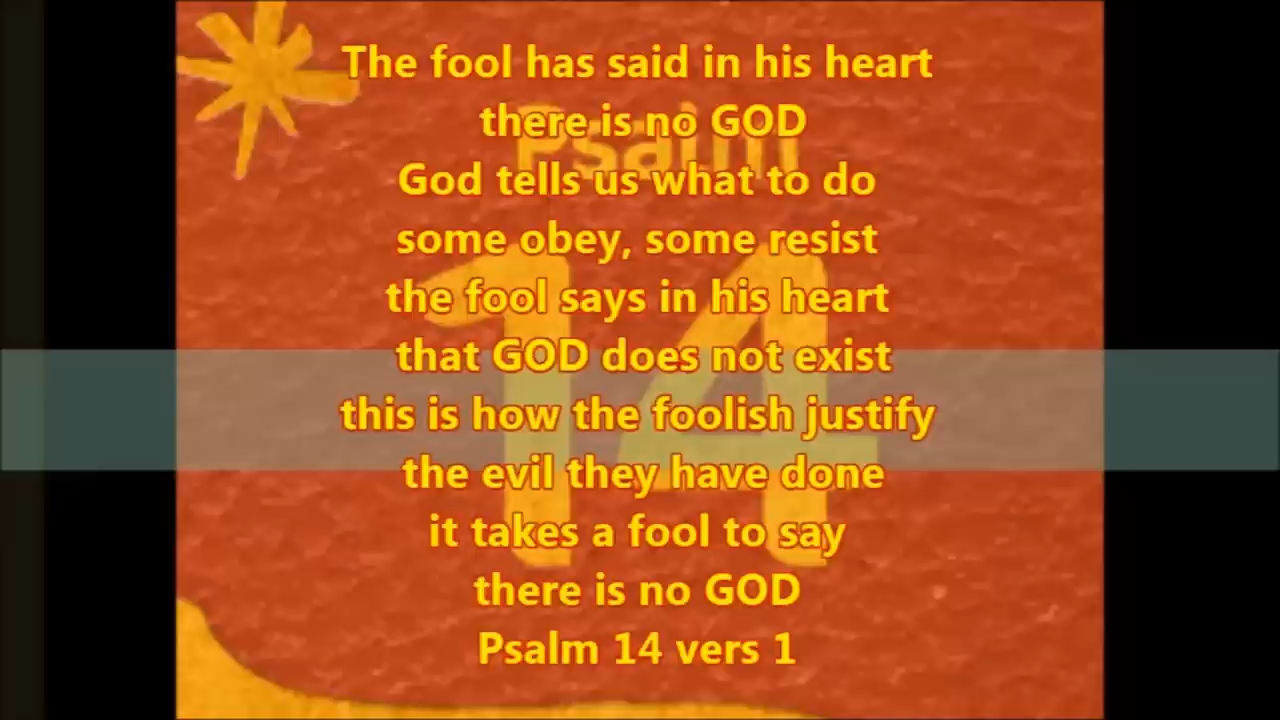 The fool has said in his heart
there is no GOD
Psalm
God tells us what to do
some obey, some resist
14
the fool says in his heart
that GOD does not exist
this is how the foolish justify
the evil they have done
it takes a fool to say
there is no GOD
Psalm 14 vers 1